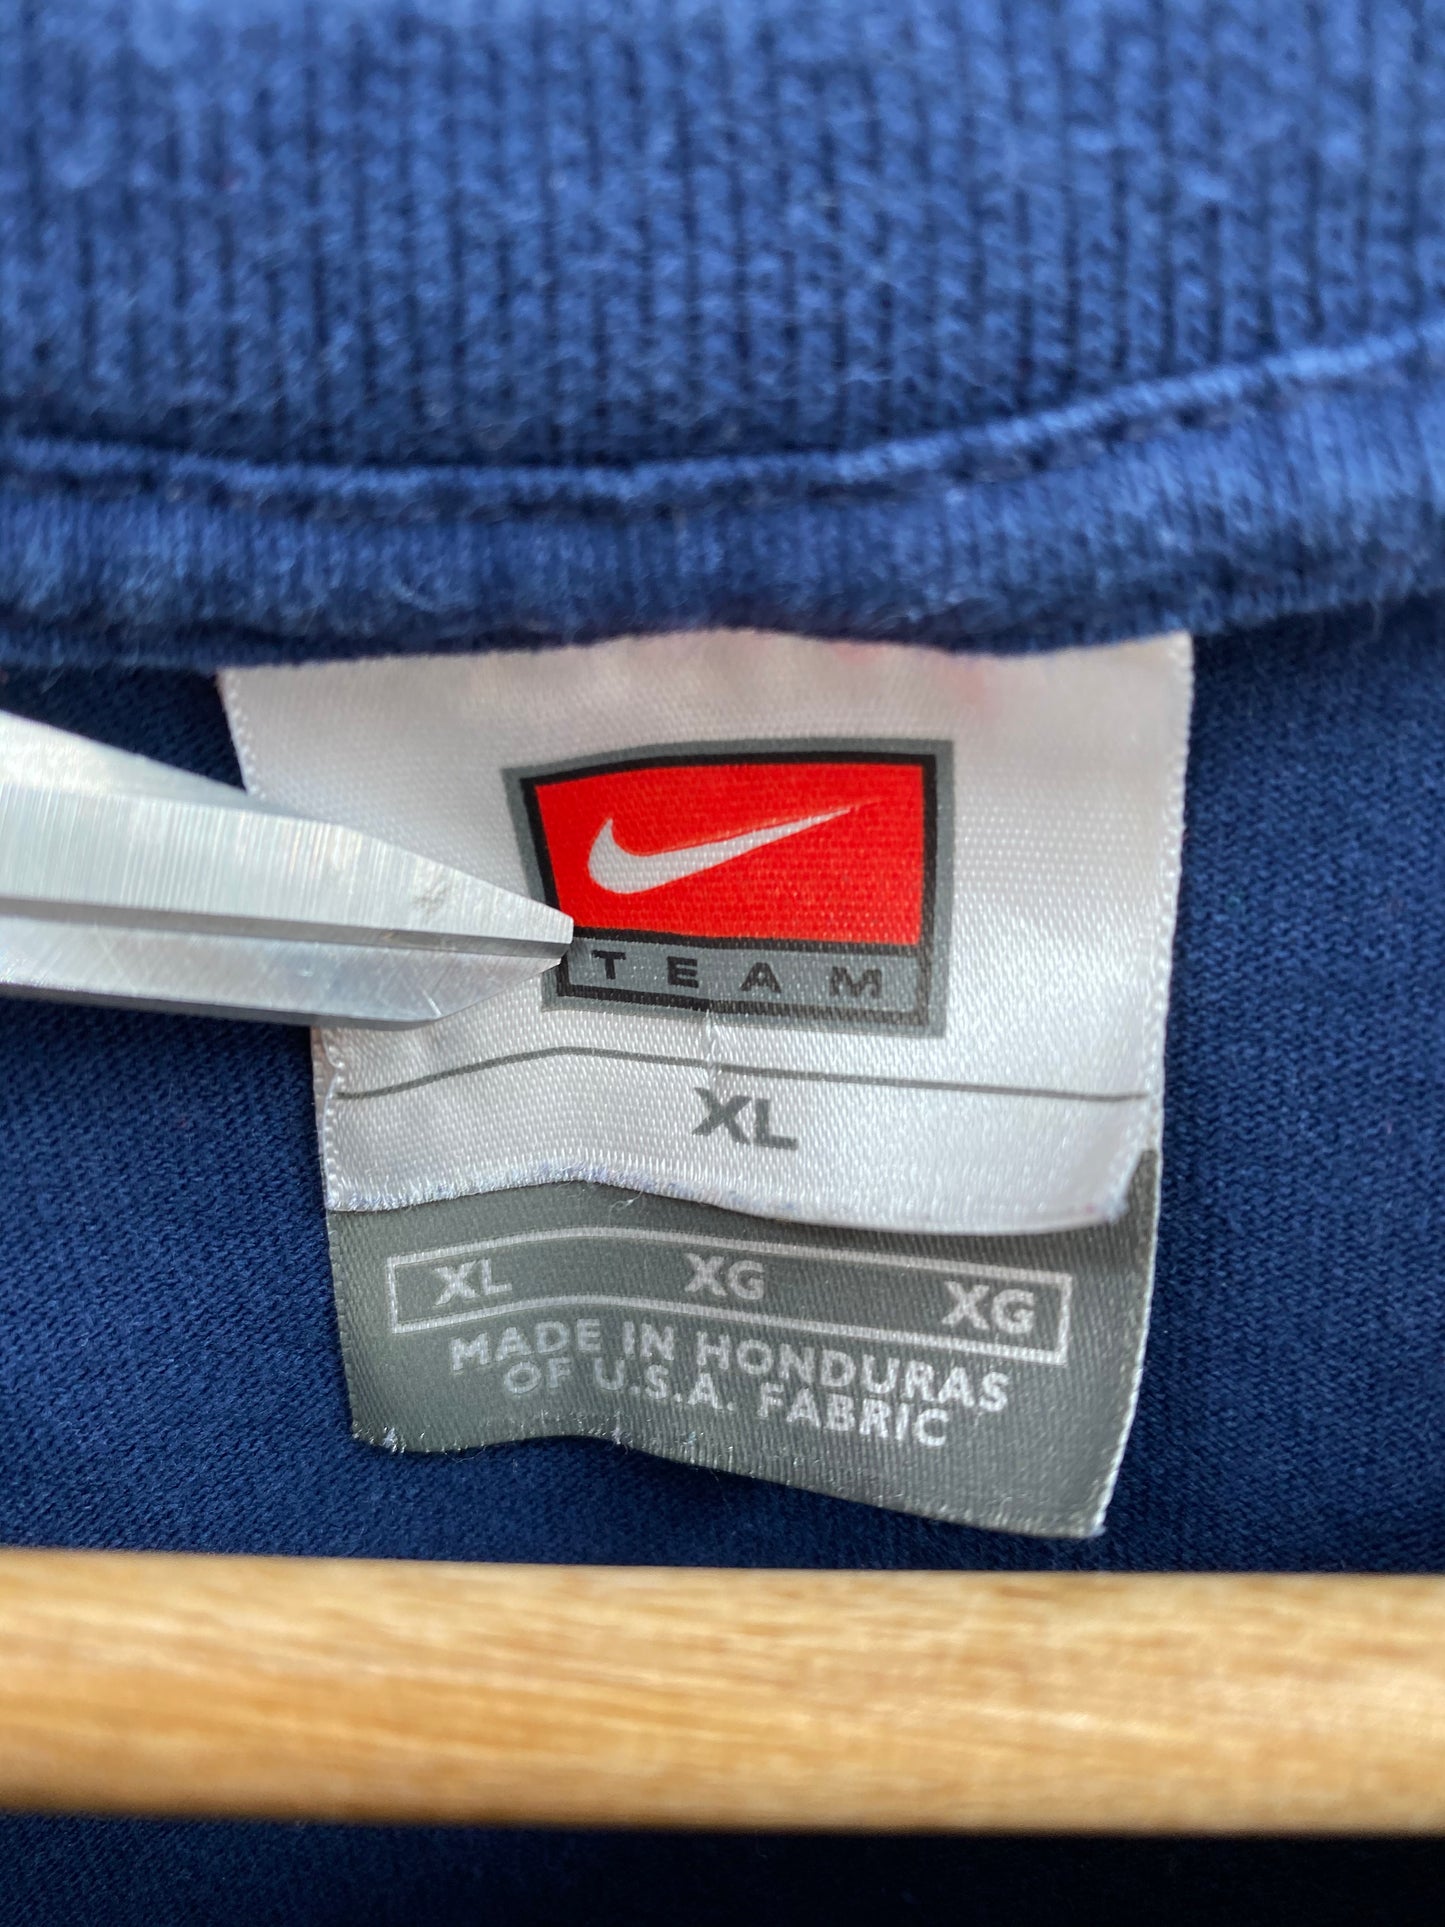 TEAM
XL
XL XG XG
MADE IN HONDURAS
OF U.S.A. FABRIC